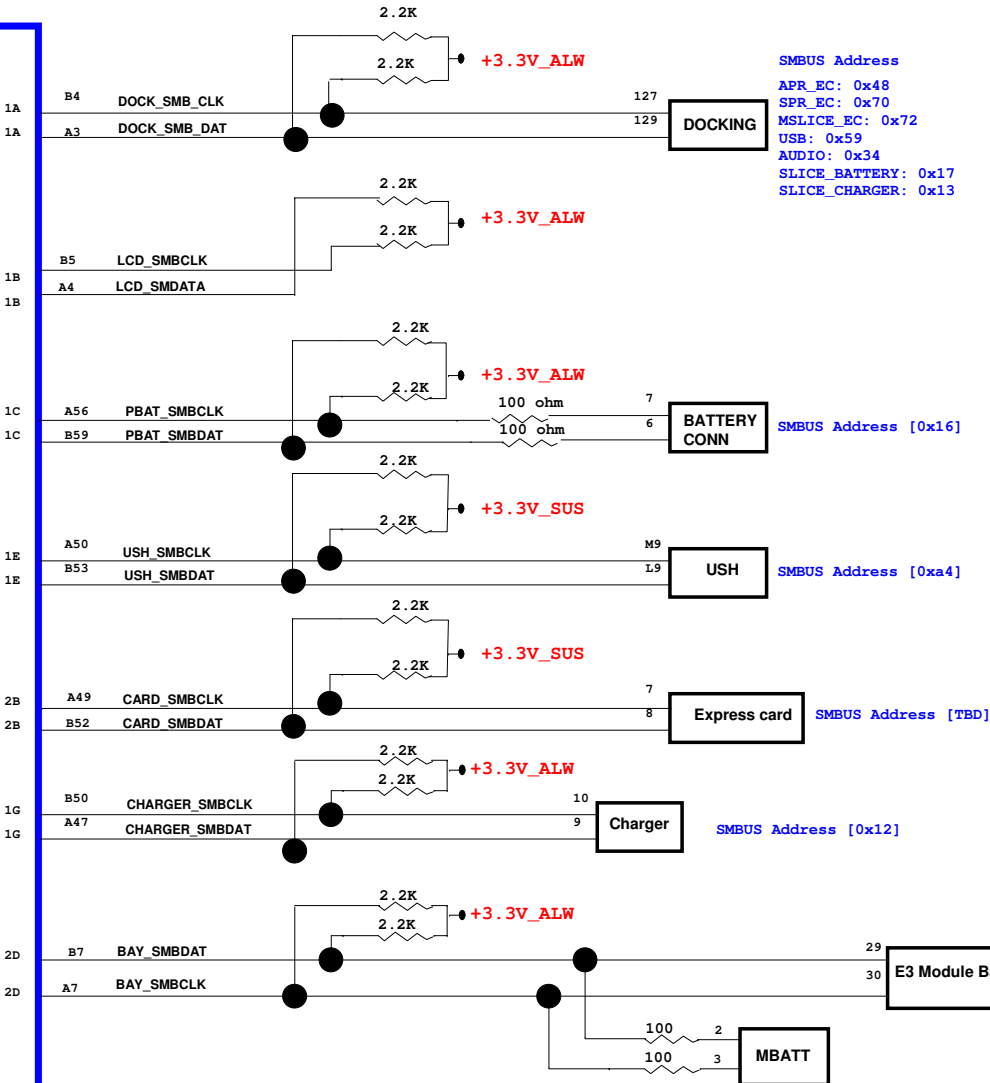 2.2K
2.2K
+3.3V_ALW
SMBUS Address
APR_EC: 0x48
SPR_EC: 0x70
MSLICE_EC: 0x72
USB: 0x59
AUDIO: 0x34
SLICE_BATTERY: 0x17
SLICE_CHARGER: 0x13
1A B4 DOCK_SMB_CLK 127
1A A3 DOCK_SMB_DAT 129
DOCKING
2.2K
2.2K
+3.3V_ALW
1B B5 LCD_SMBCLK
1B A4 LCD_SMDATA
2.2K
2.2K
+3.3V_ALW
1C A56 PBAT_SMBCLK 100 ohm 7
1C B59 PBAT_SMBDAT 100 ohm 6
BATTERY
CONN
SMBUS Address [0x16]
2.2K
2.2K
+3.3V_SUS
1E A50 USH_SMBCLK M9
1E B53 USH_SMBDAT L9
USH
SMBUS Address [0xa4]
2.2K
2.2K
+3.3V_SUS
2B A49 CARD_SMBCLK 7
2B B52 CARD_SMBDAT 8
Express card
SMBUS Address [TBD]
2.2K
2.2K
+3.3V_ALW
1G B50 CHARGER_SMBCLK 10
1G A47 CHARGER_SMBDAT 9
Charger
SMBUS Address [0x12]
2.2K
2.2K
+3.3V_ALW
2D B7 BAY_SMBDAT 29
2D A7 BAY_SMBCLK 30
E3 Module B
100 2
100 3
MBATT